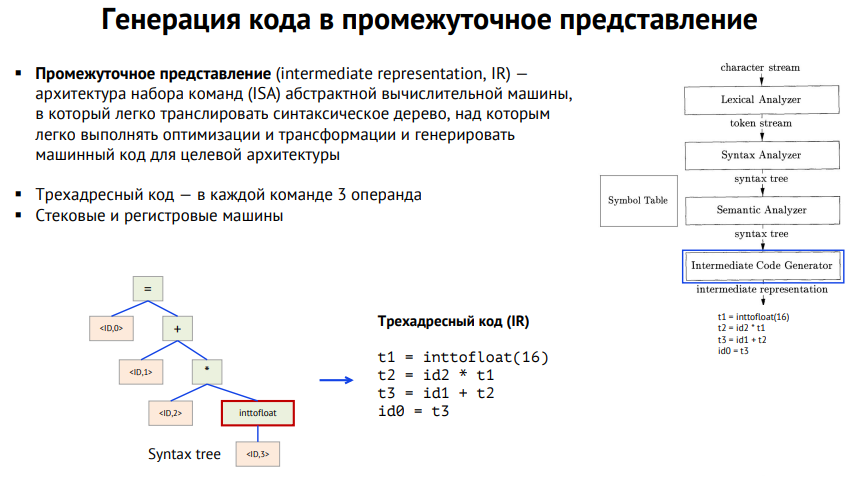 Генерация кода в промежуточное представление
▪ Промежуточное представление (intermediate representation, IR) —
архитектура набора команд (ISA) абстрактной вычислительной машины,
в который легко транслировать синтаксическое дерево, над которым
легко выполнять оптимизации и трансформации и генерировать
машинный код для целевой архитектуры
▪ Трехадресный код — в каждой команде 3 операнда
▪ Стековые и регистровые машины
character stream
Lexical Analyzer
token stream
Syntax Analyzer
syntax tree
Symbol Table
Semantic Analyzer
syntax tree
Intermediate Code Generator
intermediate representation
t1 = inttofloat(16)
t2 = id2 * t1
t3 = id1 + t2
id0 = t3
=
<ID,0>
+
<ID,1>
*
<ID,2>
inttofloat
<ID,3>
Syntax tree
Трехадресный код (IR)
t1 = inttofloat(16)
t2 = id2 * t1
t3 = id1 + t2
id0 = t3